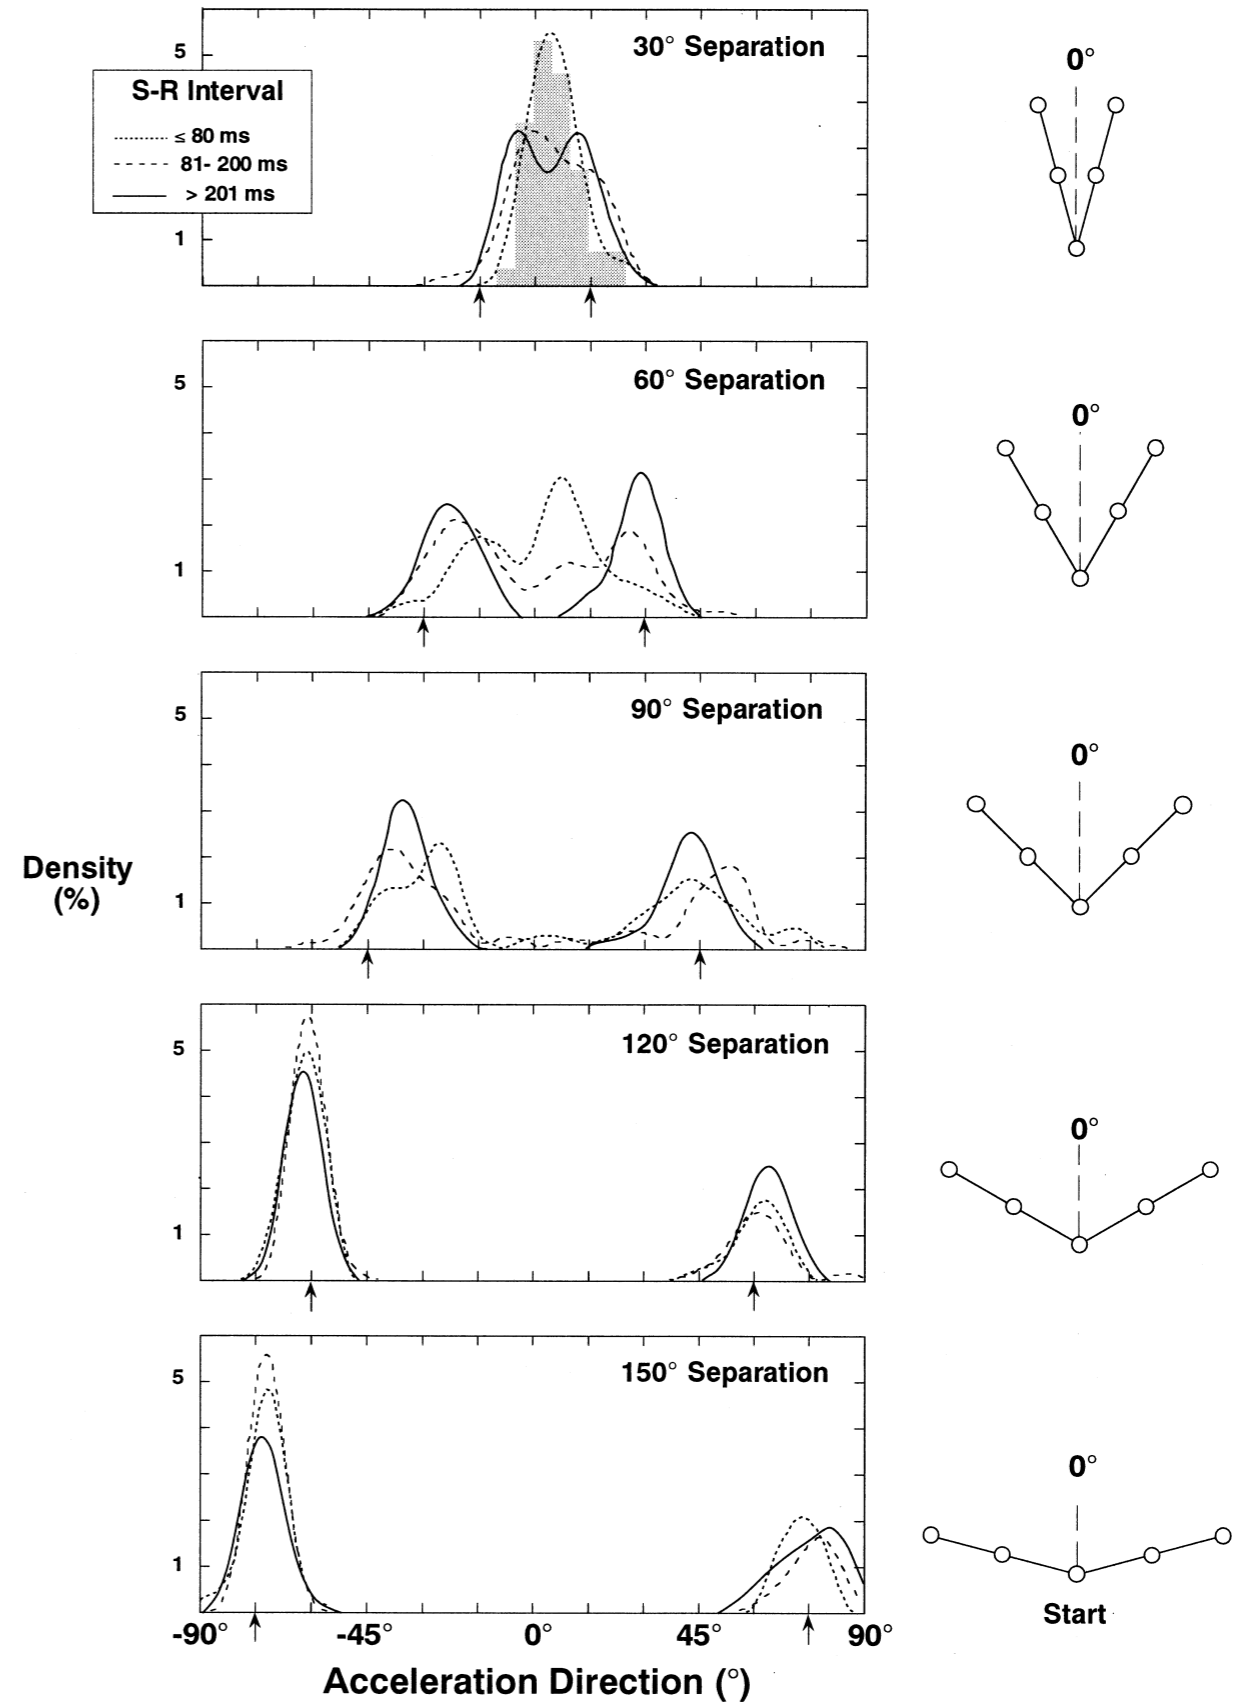 30° Separation
0°
5
S-R Interval
≤ 80 ms
81- 200 ms
> 201 ms
1
60° Separation
0°
5
1
90° Separation
0°
5
Density
(%)
1
120° Separation
0°
5
1
150° Separation
0°
5
1
Start
-90° -45° 0° 45° 90°
Acceleration Direction (°)